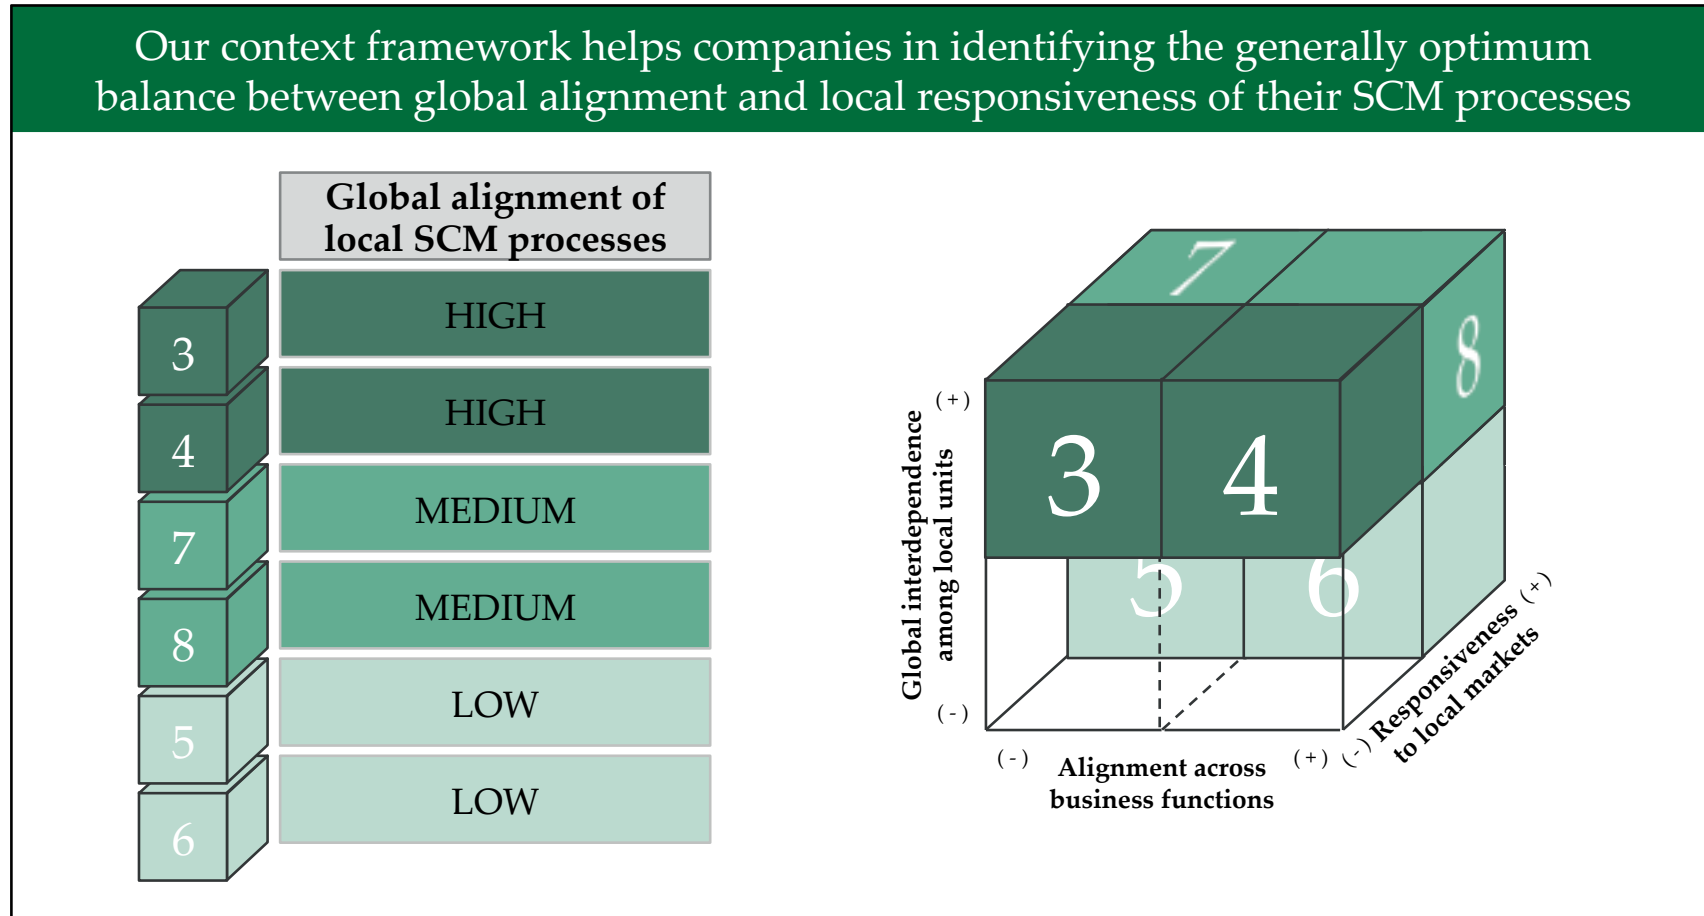 Our context framework helps companies in identifying the generally optimum
balance between global alignment and local responsiveness of their SCM processes
Global alignment of
local SCM processes
3
HIGH
4
HIGH
7
MEDIUM
8
MEDIUM
5
LOW
6
LOW
7
8
3
4
5
6
(+)
Global interdependence
among local units
(-)
(-)
Alignment across
business functions
(+)
(-)
Responsiveness
to local markets
(+)